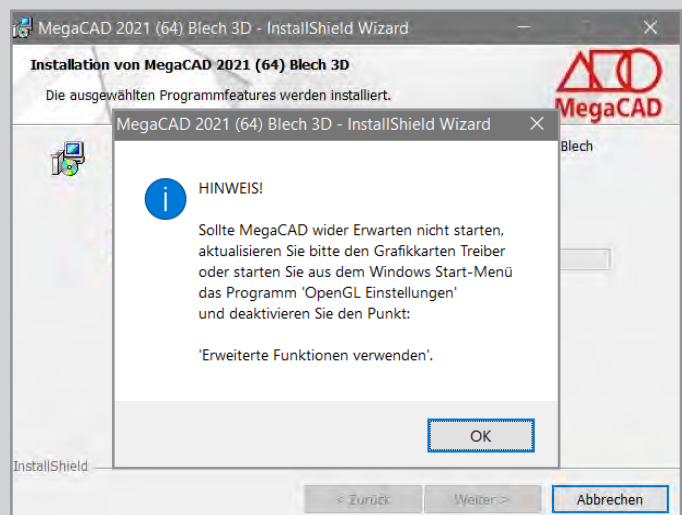 MegaCAD 2021 (64) Blech 3D - InstallShield Wizard
Installation von MegaCAD 2021 (64) Blech 3D
Die ausgewählten Programmfeatures werden installiert.
MegaCAD
MegaCAD 2021 (64) Blech 3D - InstallShield Wizard
Blech
HINWEIS!
Sollte MegaCAD wider Erwarten nicht starten,
aktualisieren Sie bitte den Grafikkarten Treiber
oder starten Sie aus dem Windows Start-Menü
das Programm 'OpenGL Einstellungen'
und deaktivieren Sie den Punkt:
'Erweiterte Funktionen verwenden'.
OK
InstallShield
< Zurück
Weiter >
Abbrechen